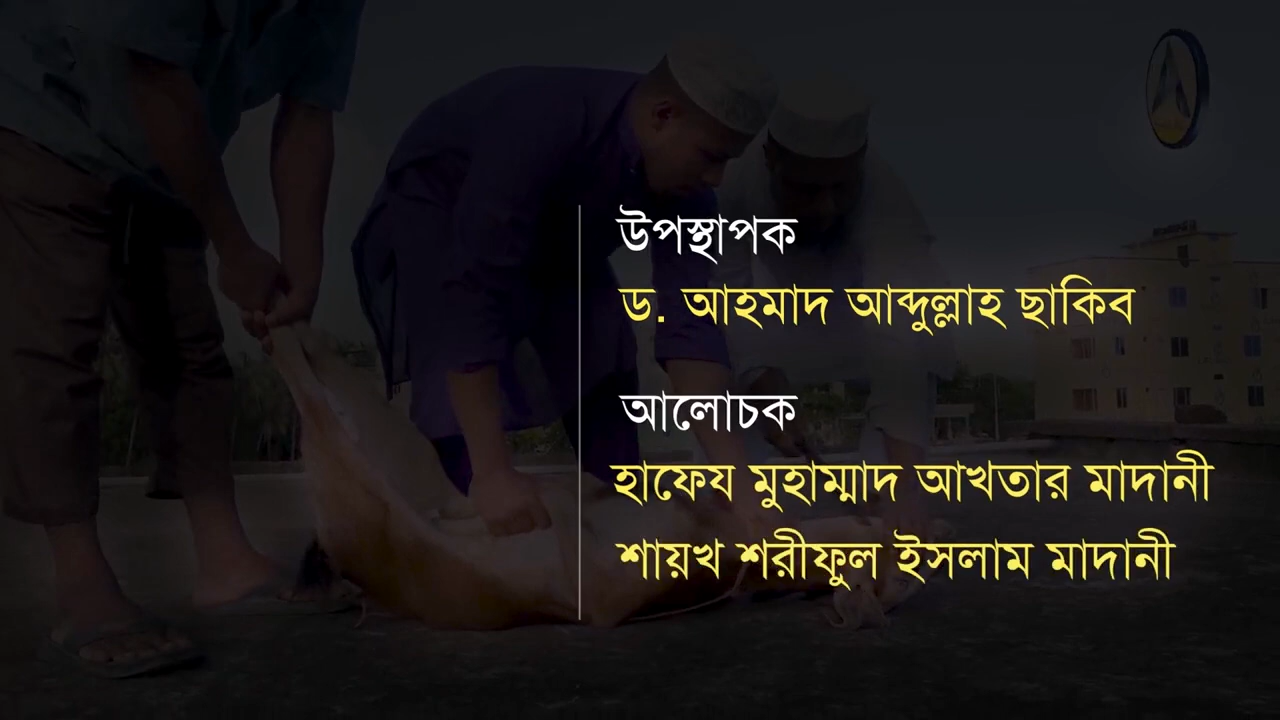 উপস্থাপক
ড. আহমাদ আব্দুল্লাহ ছাকিব
আলোচক
হাফেয মুহাম্মাদ আখতার মাদানী
শায়খ শরীফুল ইসলাম মাদানী